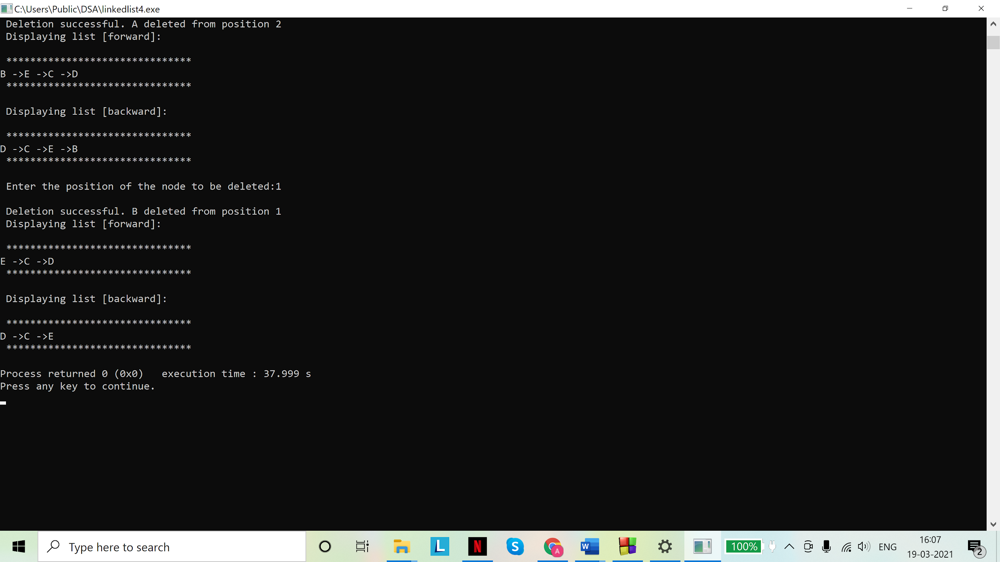 C:\Users\Public\DSA\linkedlist4.exe
Deletion successful. A deleted from position 2
Displaying list [forward]:
*******************************
B ->E ->C ->D
*******************************
Displaying list [backward]:
*******************************
D ->C ->E ->B
*******************************
Enter the position of the node to be deleted:1
Deletion successful. B deleted from position 1
Displaying list [forward]:
*******************************
E ->C ->D
*******************************
Displaying list [backward]:
*******************************
D ->C ->E
*******************************
Process returned 0 (0x0)   execution time : 37.999 s
Press any key to continue.
Type here to search
L
N
S
A
W
100%
ENG
16:07
19-03-2021
2